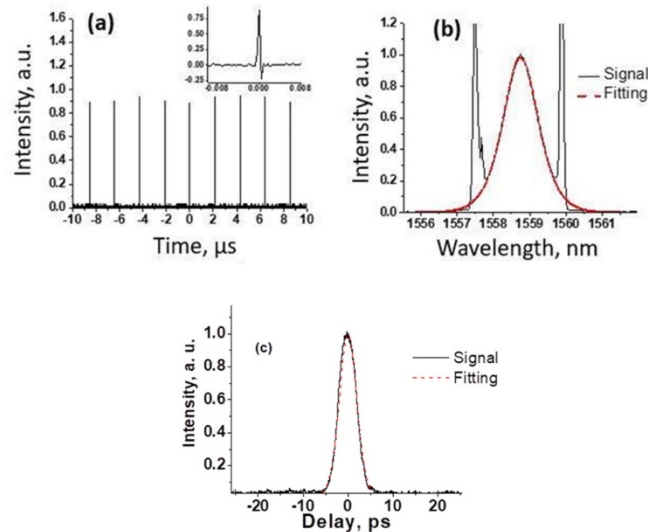 (a)
Intensity, a.u.
1.6
1.4
1.2
1.0
0.8
0.6
0.4
0.2
0.0
-10 -8 -6 -4 -2 0 2 4 6 8 10
Time, µs
0.75
0.50
0.25
0.00
-0.25
-0.008 0.000 0.008
(b)
Intensity, a.u.
1.2
1.0
0.8
0.6
0.4
0.2
0.0
1556 1557 1558 1559 1560 1561
Wavelength, nm
Signal
Fitting
(c)
Intensity, a. u.
1.0
0.8
0.6
0.4
0.2
-20 -10 0 10 20
Delay, ps
Signal
Fitting